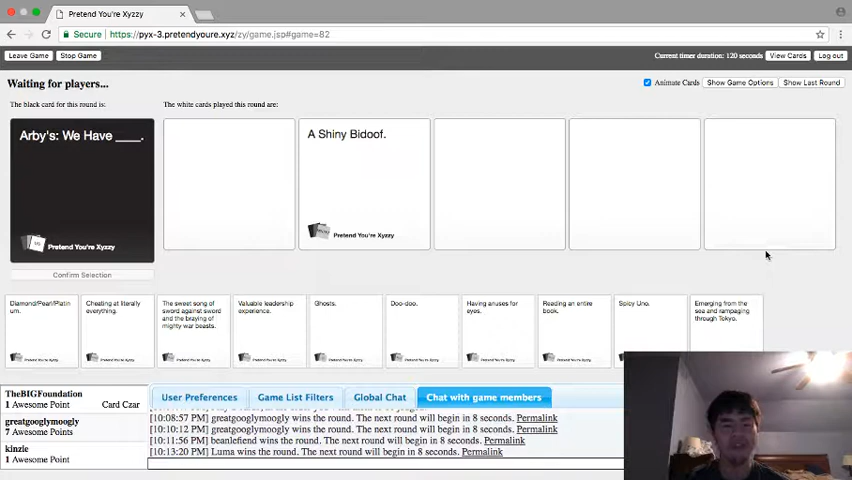 Pretend You're Xyzzy
Secure
https://pyx-3.pretendyoure.xyz/zy/game.jsp#game=82
Leave Game
Stop Game
Current timer duration: 120 seconds
View Cards
Log out
Waiting for players...
Animate Cards
Show Game Options
Show Last Round
The black card for this round is:
The white cards played this round are:
Arby's: We Have ____.
A Shiny Bidoof.
Pretend You're Xyzzy
Pretend You're Xyzzy
Confirm Selection
Diamond/Pearl/Platin
um.
Cheating at literally
everything.
The sweet song of
sword against sword
and the braying of
mighty war beasts.
Valuable leadership
experience.
Ghosts.
Doo-doo.
Having anuses for
eyes.
Reading an entire
book.
Spicy Uno.
Emerging from the
sea and rampaging
through Tokyo.
TheBIGFoundation
1 Awesome Point
Card Czar
greatgooglymoogly
7 Awesome Points
kinzie
1 Awesome Point
User Preferences
Game List Filters
Global Chat
Chat with game members
[10:08:57 PM] greatgooglymoogly wins the round. The next round will begin in 8 seconds. Permalink
[10:10:12 PM] greatgooglymoogly wins the round. The next round will begin in 8 seconds. Permalink
[10:11:56 PM] beanlefiend wins the round. The next round will begin in 8 seconds. Permalink
[10:13:20 PM] Luma wins the round. The next round will begin in 8 seconds. Permalink